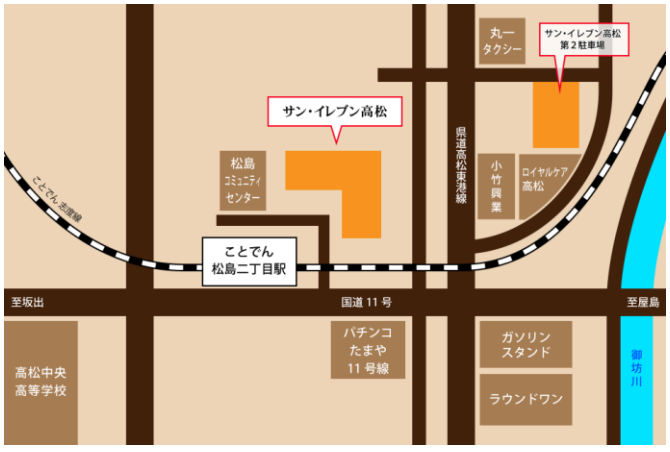 丸一
タクシー
サン・イレブン高松
第２駐車場
サン・イレブン高松
県道高松東港線
松島
コミュニティ
センター
小竹興業
ロイヤルケア
高松
ことでん 志度線
ことでん
松島二丁目駅
至坂出
国道 11 号
至屋島
パチンコ
たまや
11 号線
ガソリン
スタンド
御坊川
高松中央
高等学校
ラウンドワン